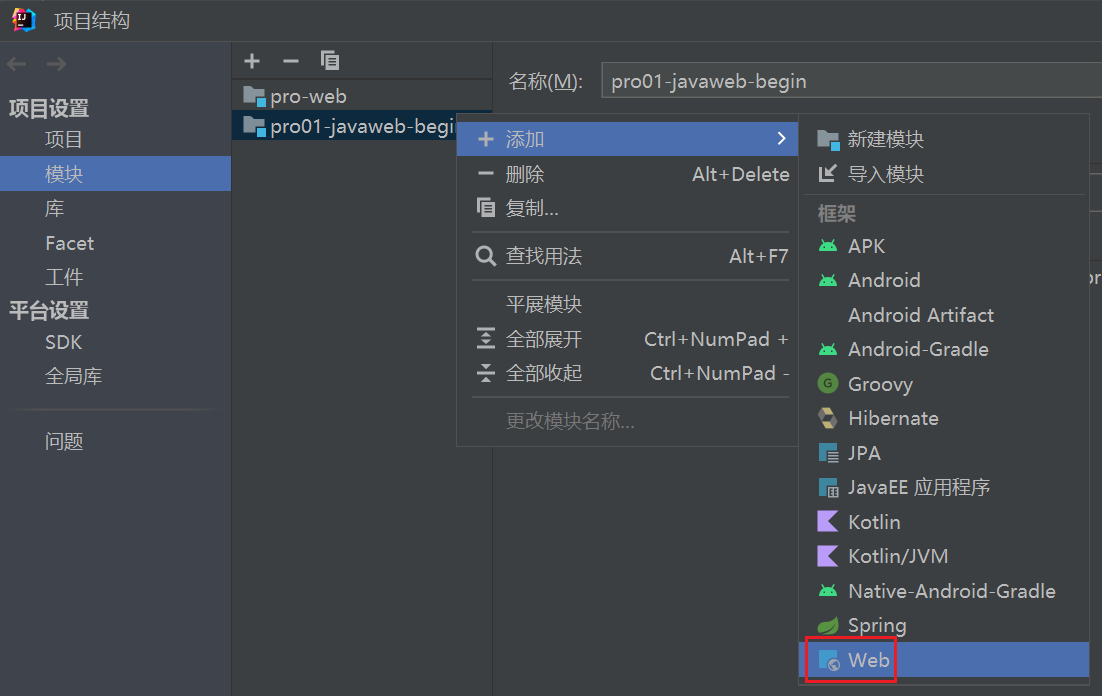 项目结构
项目设置
项目
模块
库
Facet
工件
平台设置
SDK
全局库
问题
pro-web
pro01-javaweb-begi
名称(M):
pro01-javaweb-begin
添加
删除 Alt+Delete
复制...
查找用法 Alt+F7
平展模块
全部展开 Ctrl+NumPad +
全部收起 Ctrl+NumPad -
更改模块名称...
新建模块
导入模块
框架
APK
Android
Android Artifact
Android-Gradle
Groovy
Hibernate
JPA
JavaEE 应用程序
Kotlin
Kotlin/JVM
Native-Android-Gradle
Spring
Web